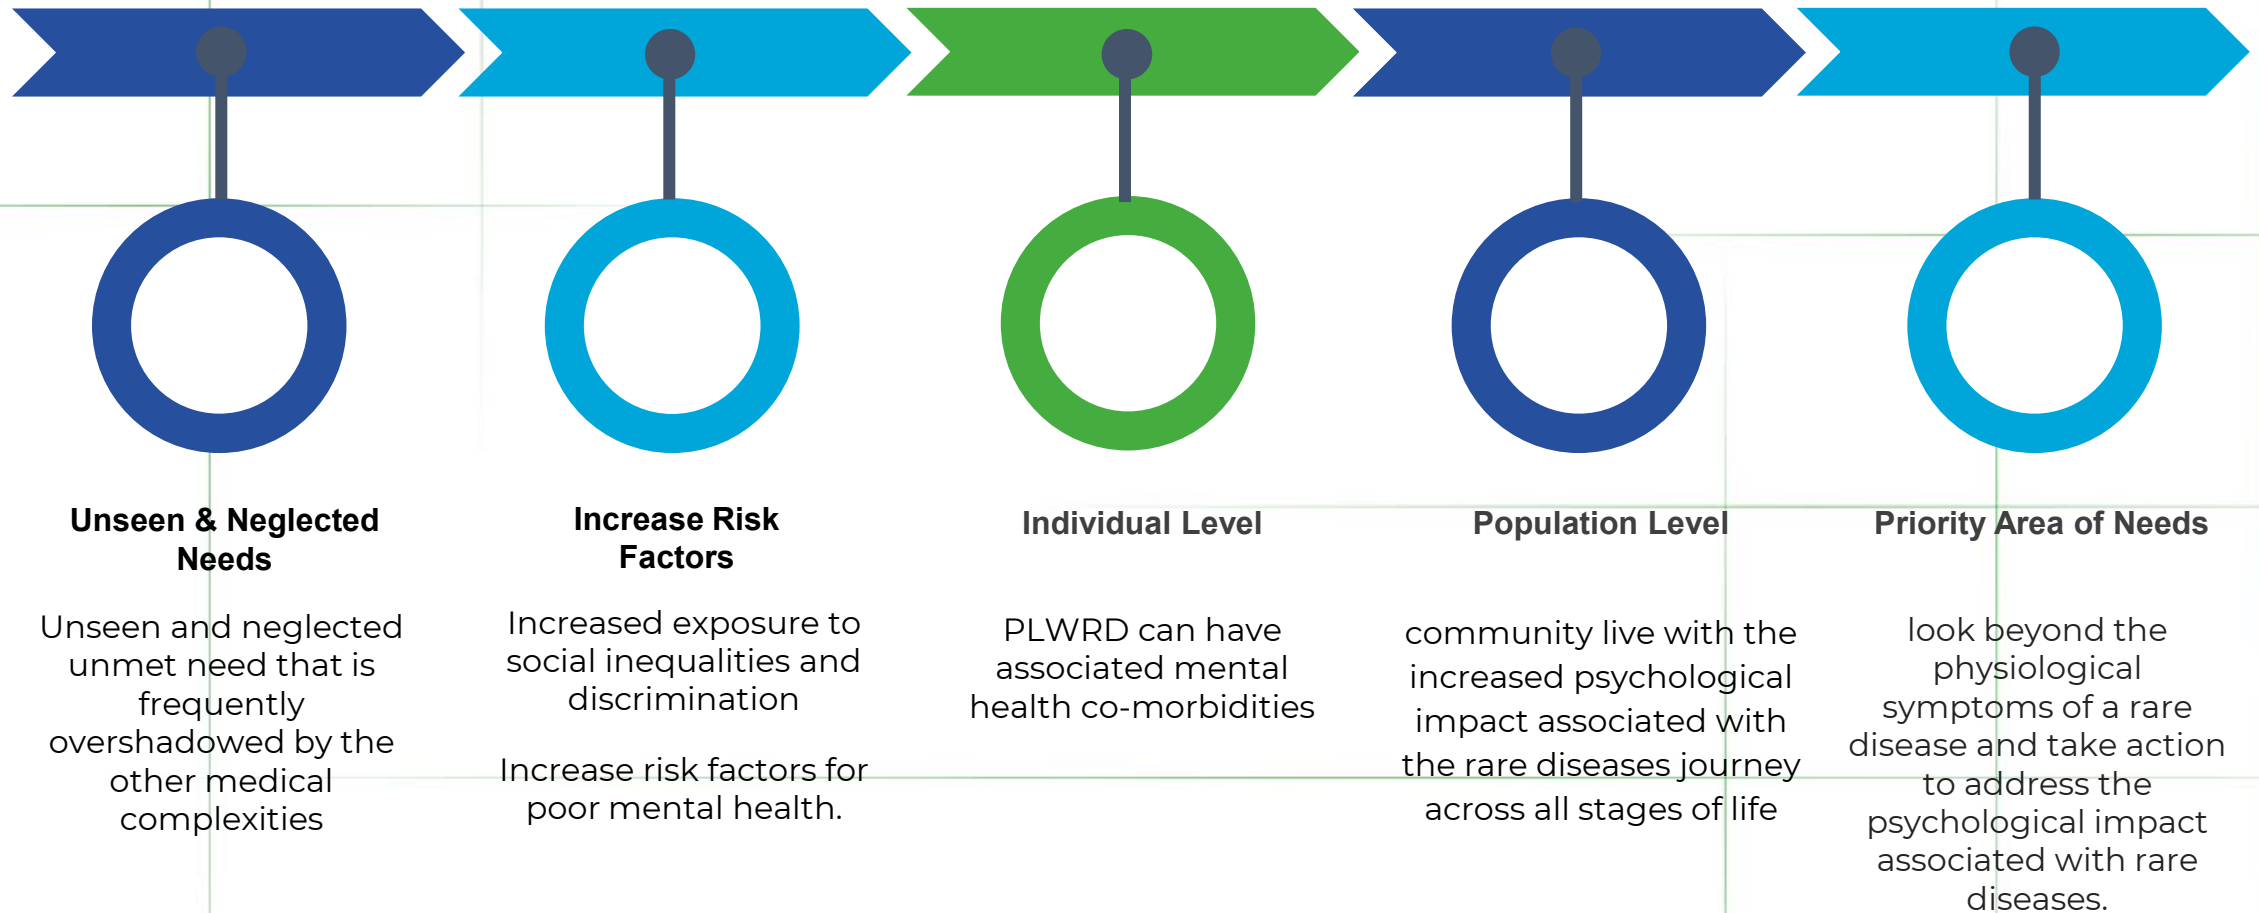 Unseen & Neglected
Needs
Unseen and neglected
unmet need that is
frequently
overshadowed by the
other medical
complexities
Increase Risk
Factors
Increased exposure to
social inequalities and
discrimination
Increase risk factors for
poor mental health.
Individual Level
PLWRD can have
associated mental
health co-morbidities
Population Level
community live with the
increased psychological
impact associated with
the rare diseases journey
across all stages of life
Priority Area of Needs
look beyond the
physiological
symptoms of a rare
disease and take action
to address the
psychological impact
associated with rare
diseases.